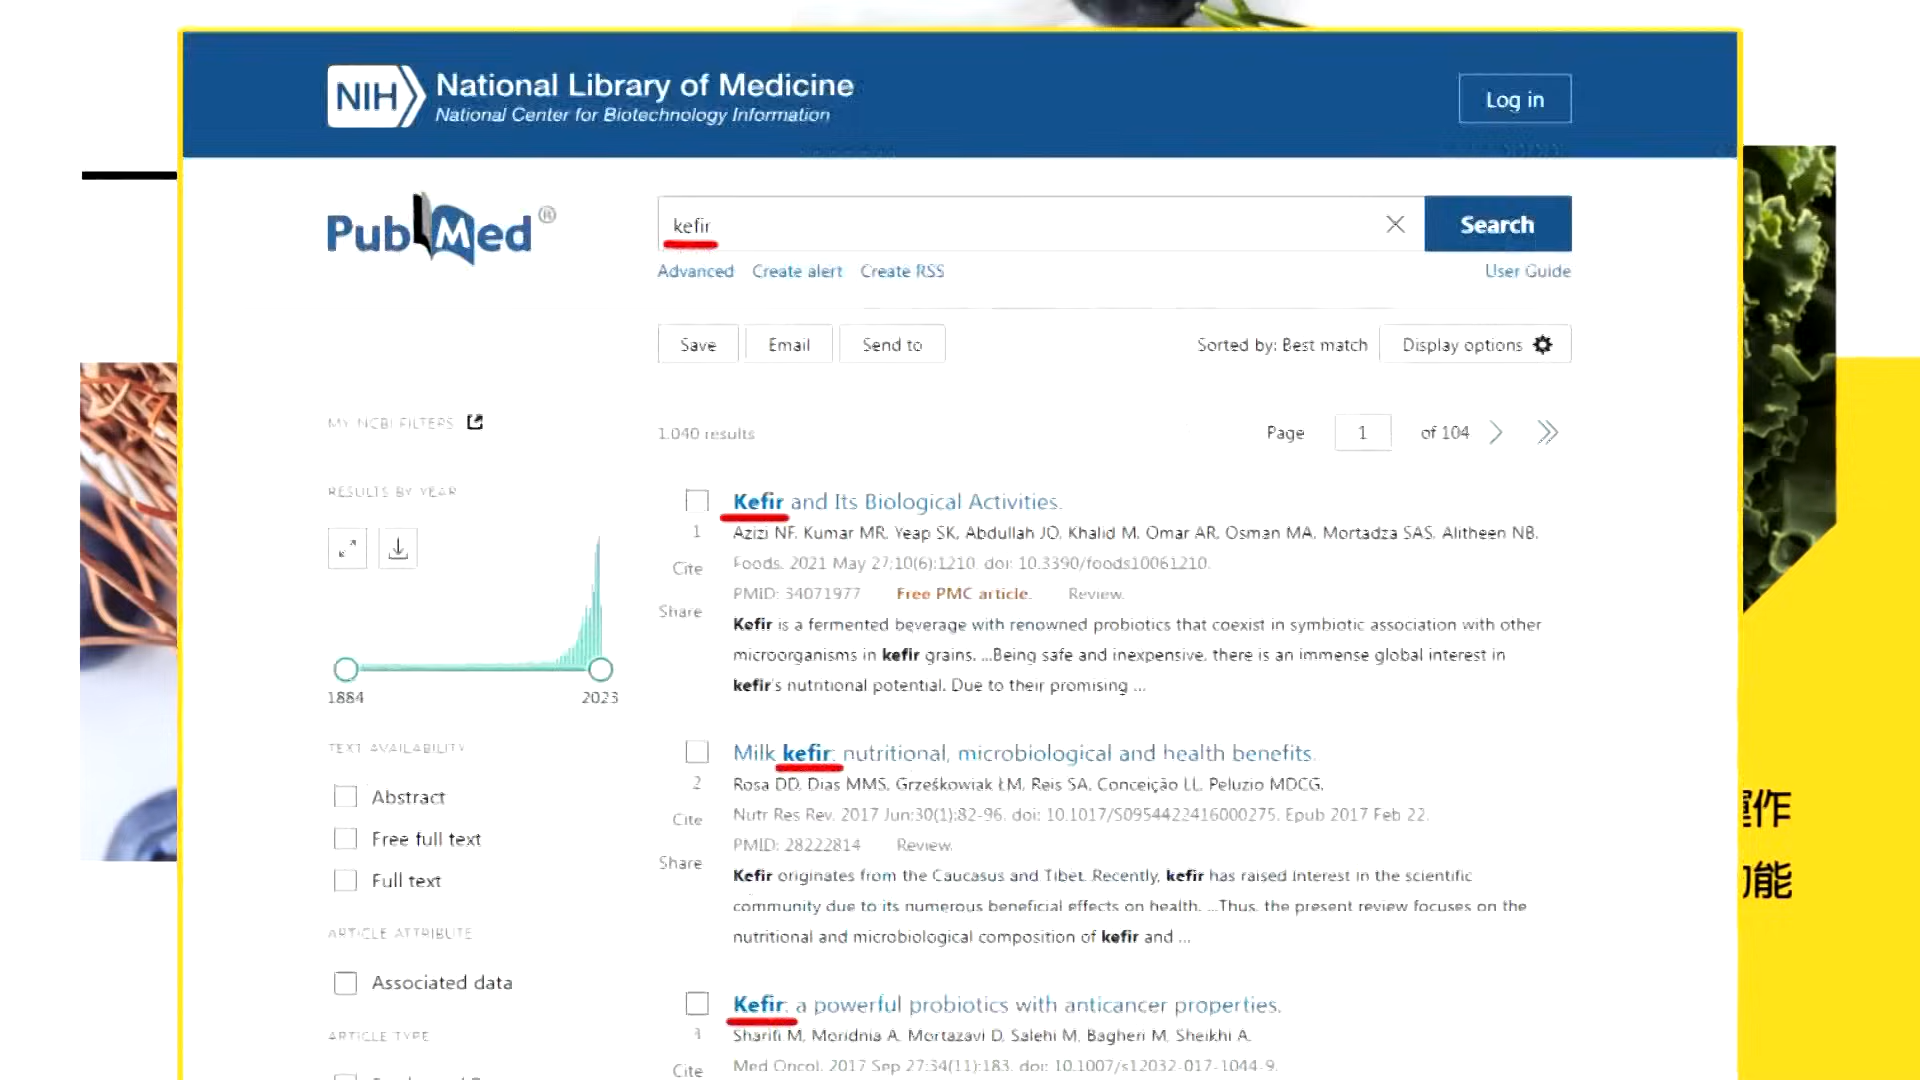 NIH National Library of Medicine
National Center for Biotechnology Information
Log in
PubMed®
kefir
Search
Advanced Create alert Create RSS User Guide
Save Email Send to Sorted by: Best match Display options
MY NCBI FILTERS
1,040 results Page 1 of 104
RESULTS BY YEAR
1884 2023
TEXT AVAILABILITY
Abstract
Free full text
Full text
ARTICLE ATTRIBUTE
Associated data
ARTICLE TYPE
Kefir and Its Biological Activities.
1 Azizi NF, Kumar MR, Yeap SK, Abdullah JO, Khalid M, Omar AR, Osman MA, Mortadza SAS, Alitheen NB.
Cite Foods. 2021 May 27;10(6):1210. doi: 10.3390/foods10061210.
PMID: 34071977 Free PMC article. Review.
Share
Kefir is a fermented beverage with renowned probiotics that coexist in symbiotic association with other
microorganisms in kefir grains. ...Being safe and inexpensive, there is an immense global interest in
kefir's nutritional potential. Due to their promising ...
Milk kefir: nutritional, microbiological and health benefits.
2 Rosa DD, Dias MMS, Grześkowiak ŁM, Reis SA, Conceição LL, Peluzio MDCG.
Cite Nutr Res Rev. 2017 Jun;30(1):82-96. doi: 10.1017/S0954422416000275. Epub 2017 Feb 22.
PMID: 28222814 Review.
Share
Kefir originates from the Caucasus and Tibet. Recently, kefir has raised interest in the scientific
community due to its numerous beneficial effects on health. ...Thus, the present review focuses on the
nutritional and microbiological composition of kefir and ...
Kefir: a powerful probiotics with anticancer properties.
3 Sharifi M, Moridnia A, Mortazavi D, Salehi M, Bagheri M, Sheikhi A.
Cite Med Oncol. 2017 Sep 27;34(11):183. doi: 10.1007/s12032-017-1044-9.
作
能